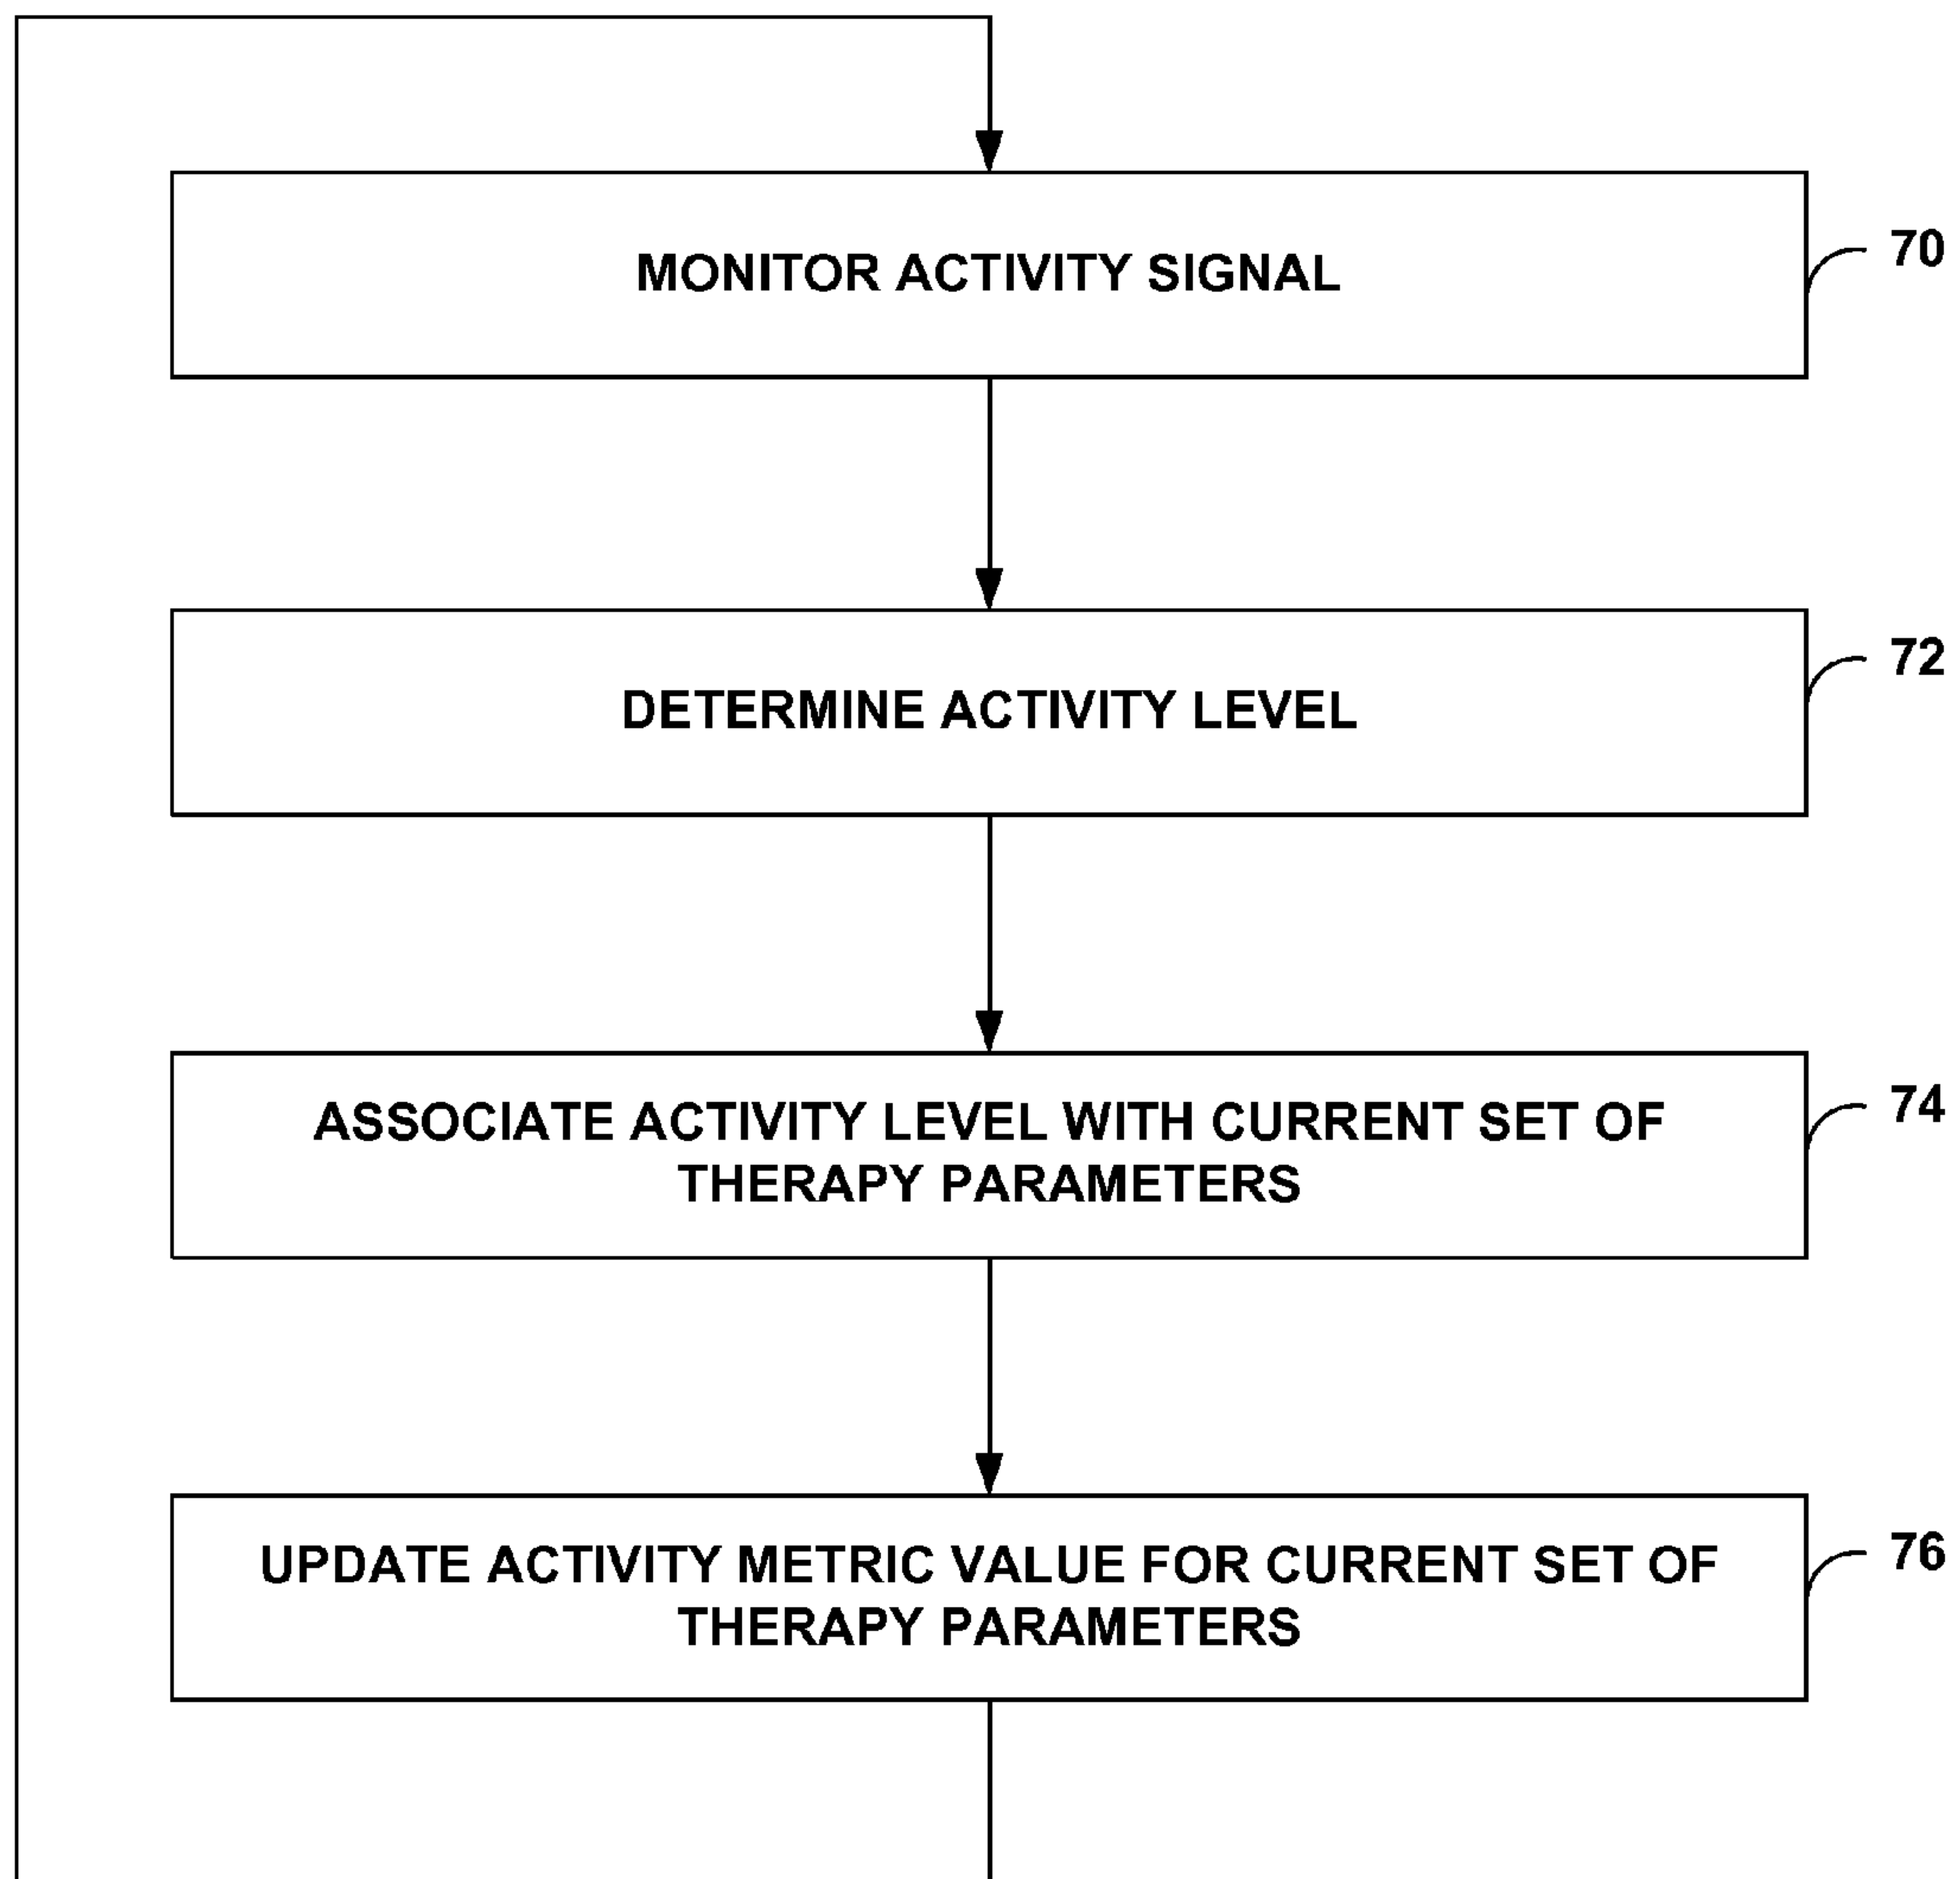 MONITOR ACTIVITY SIGNAL
70
DETERMINE ACTIVITY LEVEL
72
ASSOCIATE ACTIVITY LEVEL WITH CURRENT SET OF
THERAPY PARAMETERS
74
UPDATE ACTIVITY METRIC VALUE FOR CURRENT SET OF
THERAPY PARAMETERS
76